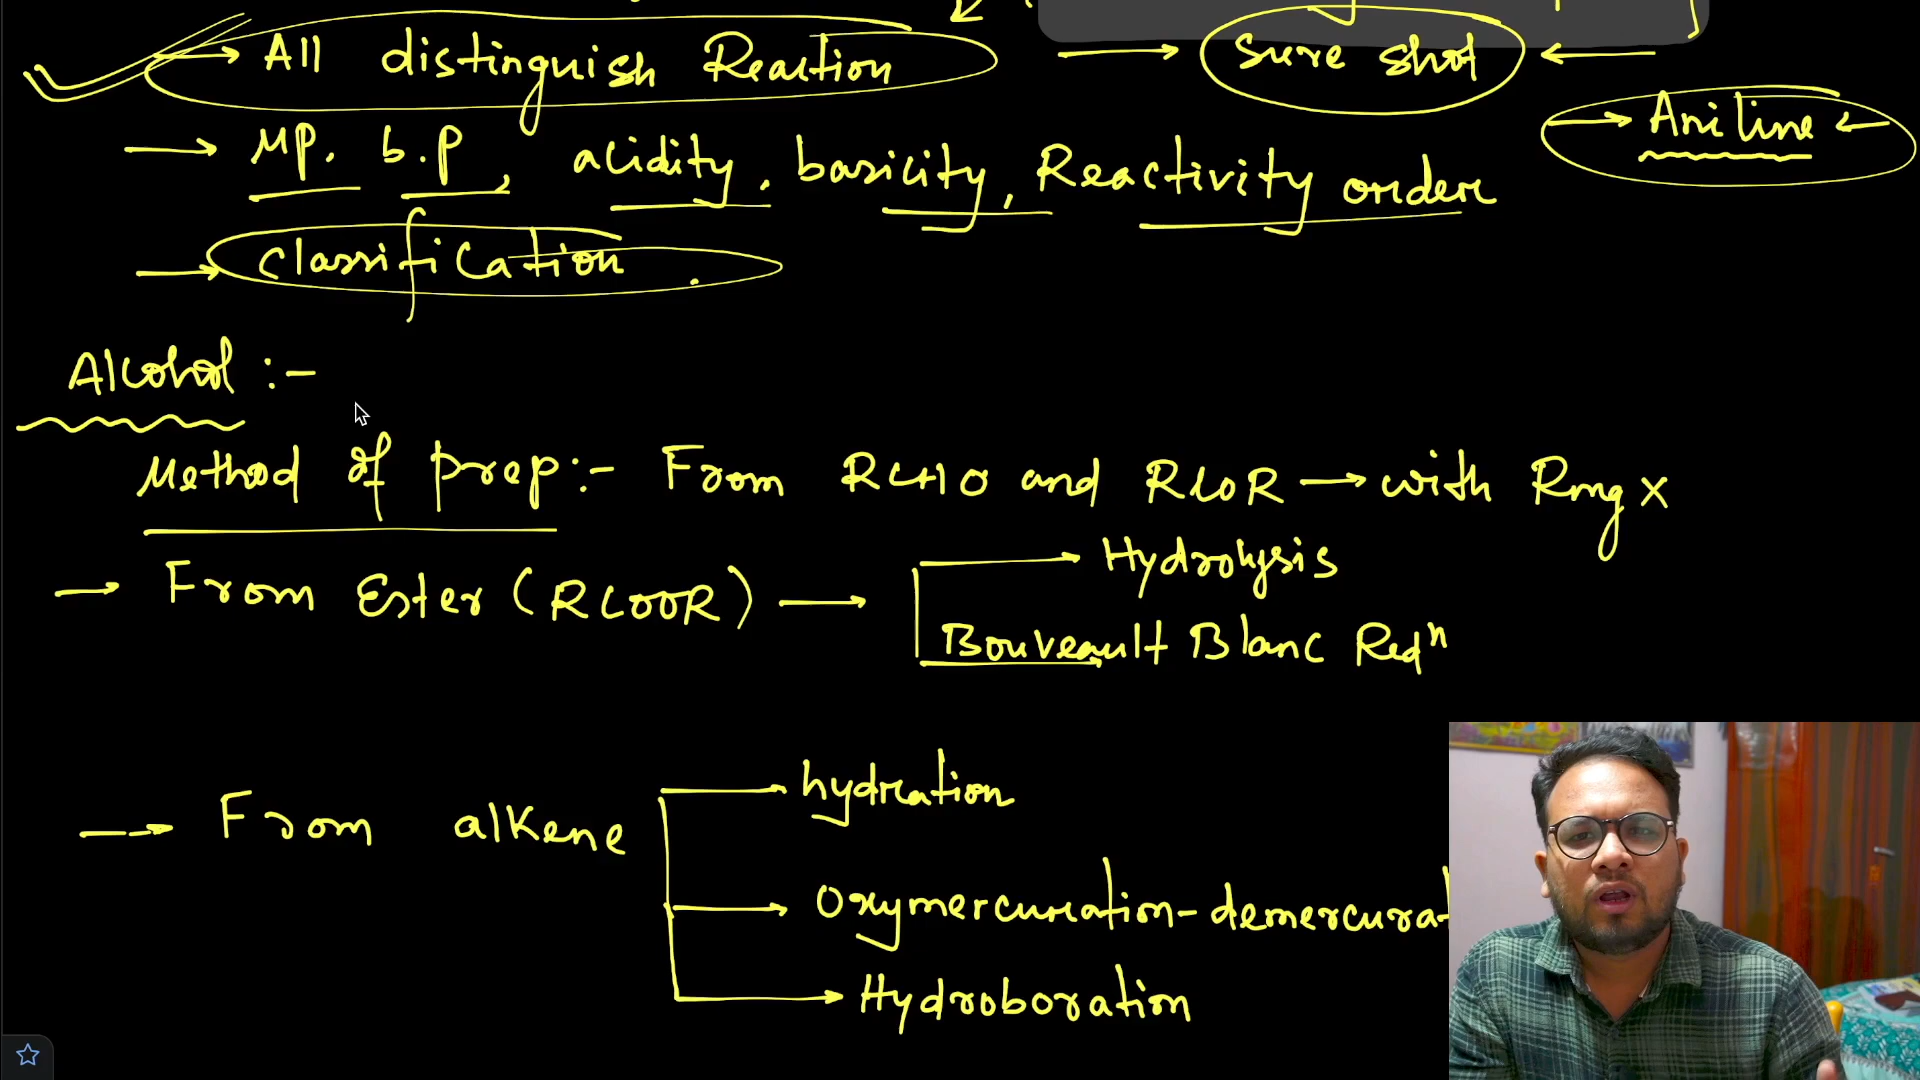 → All distinguish Reaction → Sure shot ←
→ Aniline ←
→ MP. b.p, acidity, basicity, Reactivity order
→ classification.
Alcohol :-
Method of prep:- From RCHO and RCOR → with RMgX
→ From Ester (RCOOR) → Hydrolysis
Bouveault Blanc Redⁿ
→ From alkene → hydration
→ Oxymercuration-demercurat
→ Hydroboration